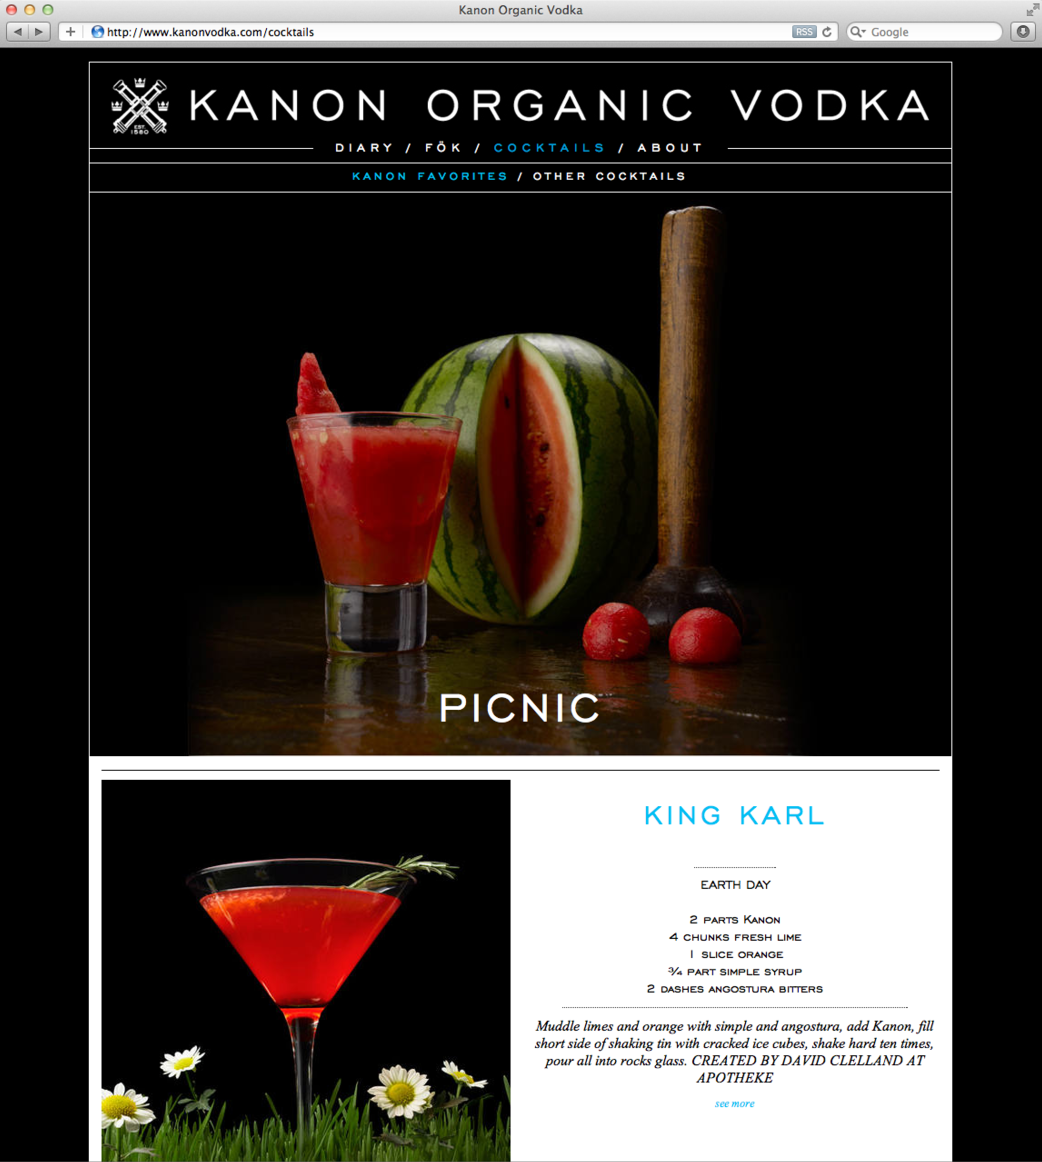 Kanon Organic Vodka
http://www.kanonvodka.com/cocktails
RSS
Google
EST.
1580
KANON ORGANIC VODKA
DIARY / FÖK / COCKTAILS / ABOUT
KANON FAVORITES / OTHER COCKTAILS
PICNIC
KING KARL
EARTH DAY
2 PARTS KANON
4 CHUNKS FRESH LIME
1 SLICE ORANGE
3/4 PART SIMPLE SYRUP
2 DASHES ANGOSTURA BITTERS
Muddle limes and orange with simple and angostura, add Kanon, fill
short side of shaking tin with cracked ice cubes, shake hard ten times,
pour all into rocks glass. CREATED BY DAVID CLELLAND AT
APOTHEKE
see more